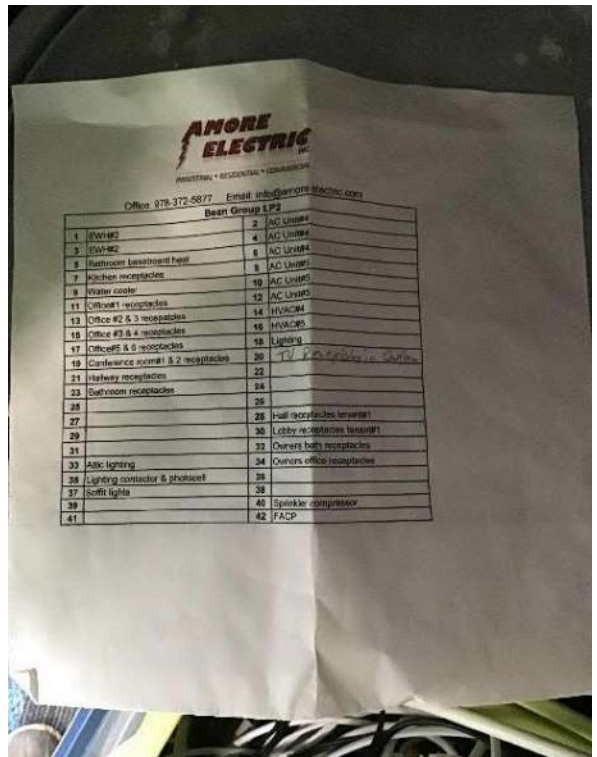 AMORE
ELECTRIC
INC
INDUSTRIAL • RESIDENTIAL • COMMERCIAL
Office: 978-372-5877 Email: info@amore-electric.com
Bean Group LP2
1 EWH#2 2 AC Unit#4
3 EWH#2 4 AC Unit#4
5 Bathroom baseboard heat 6 AC Unit#4
7 Kitchen receptacles 8 AC Unit#5
9 Water cooler 10 AC Unit#5
11 Office#1 receptacles 12 AC Unit#5
13 Office #2 & 3 receptacles 14 HVAC#4
15 Office #3 & 4 receptacles 16 HVAC#5
17 Office#5 & 6 receptacles 18 Lighting
19 Conference room#1 & 2 receptacles 20 TV Receptacle in
21 Hallway receptacles 22
23 Bathroom receptacles 24
25 26
27 28 Hall receptacles tenant#1
29 30 Lobby receptacles tenant#1
31 32 Owners bath receptacles
33 Attic lighting 34 Owners office receptacles
35 Lighting contactor & photocell 36
37 Soffit lights 38
39 40 Sprinkler compressor
41 42 FACP